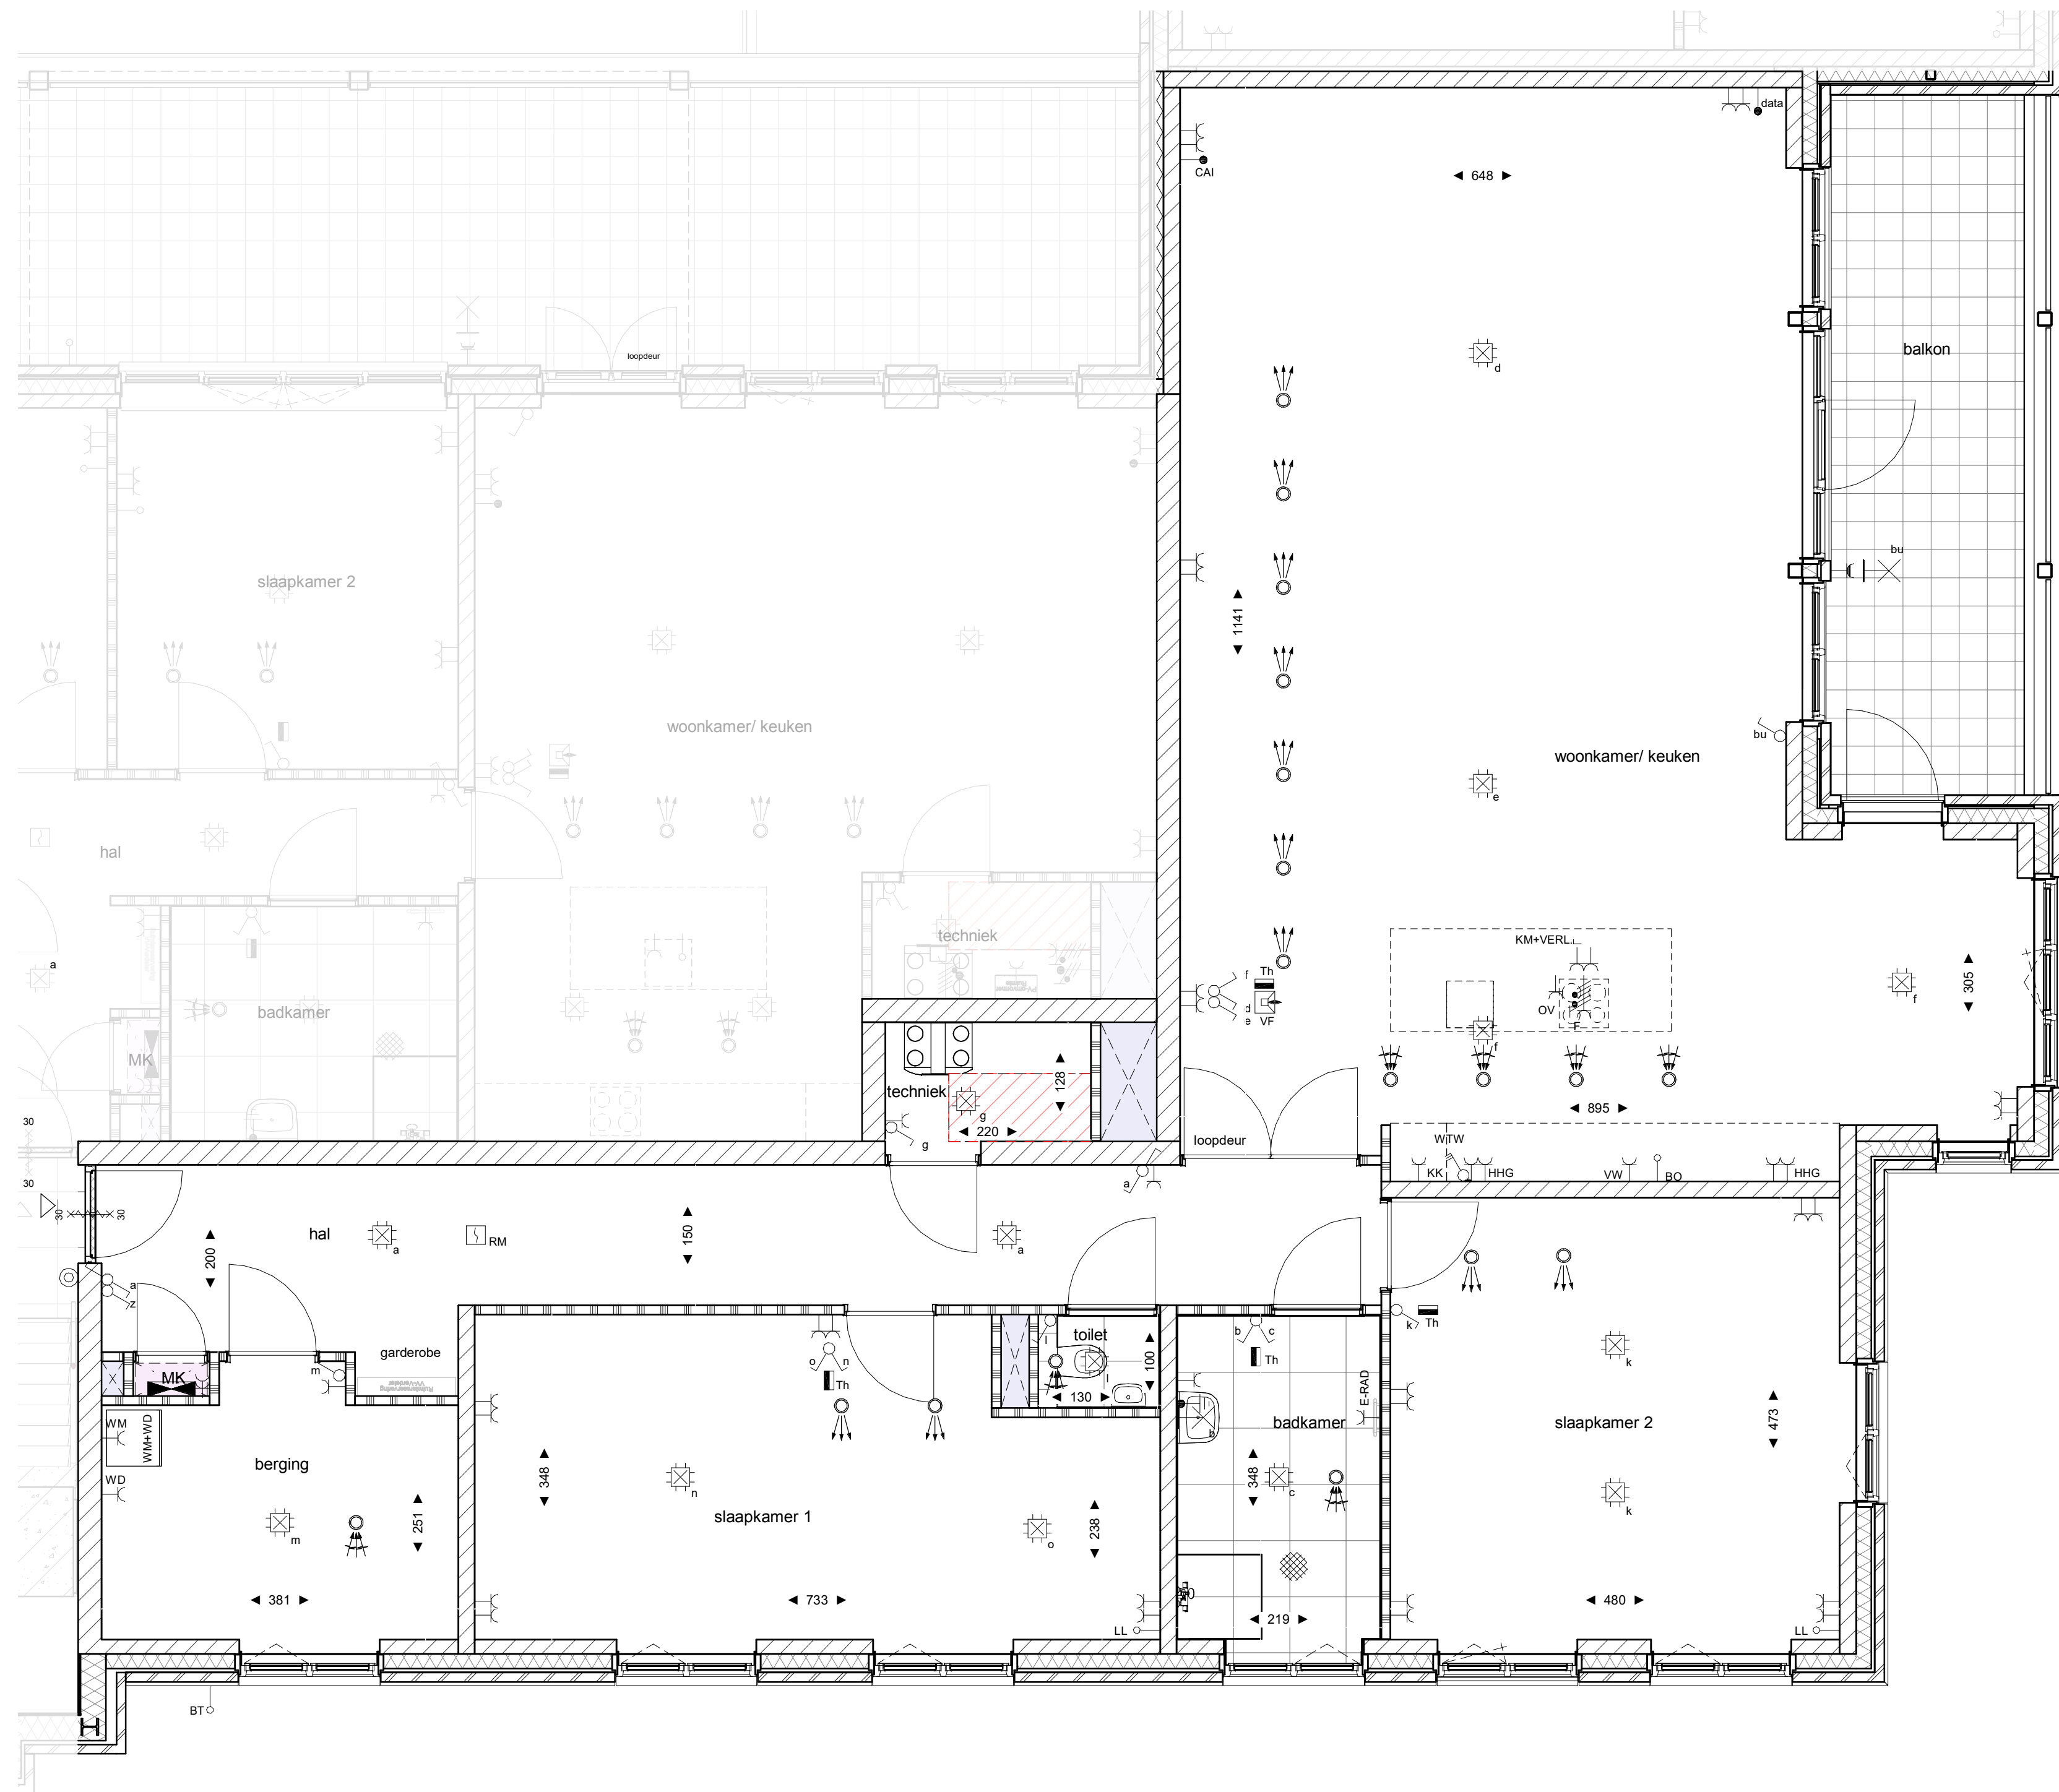 data
CAI
◄ 648 ►
d
balkon
loopdeur
bu
slaapkamer 2
◄ 1141 ►
woonkamer/ keuken
bu
woonkamer/ keuken
e
hal
KM+VERL.
techniek
a
f Th
◄ 305 ►
f
d
e VF
OV
F
f
badkamer
MK
◄ 128 ►
techniek
g
◄ 895 ►
30
g
◄ 220 ►
loopdeur
WTW
KK
HHG
VW
BO
HHG
30
a
30
30
hal
a
RM
◄ 150 ►
a
◄ 200 ►
a
z
k
Th
toilet
l
b
c
Th
◄ 100 ►
k
garderobe
m
o
n
Th
MK
l
◄ 130 ►
E-RAD
WM
WM+WD
badkamer
b
slaapkamer 2
◄ 473 ►
berging
WD
◄ 348 ►
n
◄ 348 ►
c
k
slaapkamer 1
◄ 251 ►
m
◄ 238 ►
o
◄ 381 ►
◄ 733 ►
◄ 219 ►
◄ 480 ►
LL
LL
BT
H